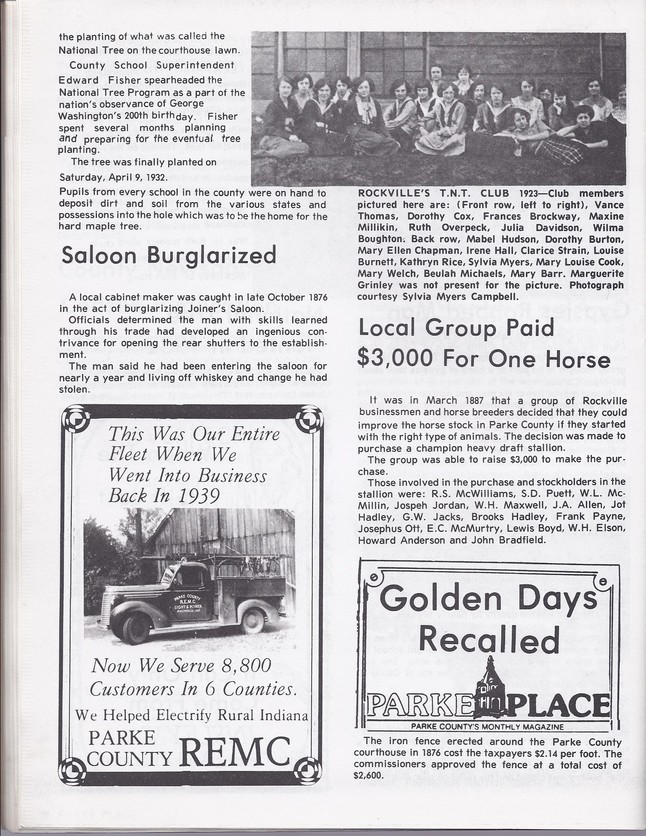 the planting of what was called the
National Tree on the courthouse lawn.
County School Superintendent
Edward Fisher spearheaded the
National Tree Program as a part of the
nation's observance of George
Washington's 200th birthday. Fisher
spent several months planning
and preparing for the eventual tree
planting.
The tree was finally planted on
Saturday, April 9, 1932.
Pupils from every school in the county were on hand to
deposit dirt and soil from the various states and
possessions into the hole which was to be the home for the
hard maple tree.
Saloon Burglarized
A local cabinet maker was caught in late October 1876
in the act of burglarizing Joiner's Saloon.
Officials determined the man with skills learned
through his trade had developed an ingenious con-
trivance for opening the rear shutters to the establish-
ment.
The man said he had been entering the saloon for
nearly a year and living off whiskey and change he had
stolen.
This Was Our Entire
Fleet When We
Went Into Business
Back In 1939
PARKE COUNTY
R.E.M.C.
Now We Serve 8,800
Customers In 6 Counties.
We Helped Electrify Rural Indiana
PARKE
COUNTY REMC
ROCKVILLE'S T.N.T. CLUB 1923—Club members
pictured here are: (Front row, left to right), Vance
Thomas, Dorothy Cox, Frances Brockway, Maxine
Millikin, Ruth Overpeck, Julia Davidson, Wilma
Boughton. Back row, Mabel Hudson, Dorothy Burton,
Mary Ellen Chapman, Irene Hall, Clarice Strain, Louise
Burnett, Kathryn Rice, Sylvia Myers, Mary Louise Cook,
Mary Welch, Beulah Michaels, Mary Barr. Marguerite
Grinley was not present for the picture. Photograph
courtesy Sylvia Myers Campbell.
Local Group Paid
$3,000 For One Horse
It was in March 1887 that a group of Rockville
businessmen and horse breeders decided that they could
improve the horse stock in Parke County if they started
with the right type of animals. The decision was made to
purchase a champion heavy draft stallion.
The group was able to raise $3,000 to make the pur-
chase.
Those involved in the purchase and stockholders in the
stallion were: R.S. McWilliams, S.D. Puett, W.L. Mc-
Millin, Jospeh Jordan, W.H. Maxwell, J.A. Allen, Jot
Hadley, G.W. Jacks, Brooks Hadley, Frank Payne,
Josephus Ott, E.C. McMurtry, Lewis Boyd, W.H. Elson,
Howard Anderson and John Bradfield.
Golden Days
Recalled
PARKE PLACE
PARKE COUNTY'S MONTHLY MAGAZINE
The iron fence erected around the Parke County
courthouse in 1876 cost the taxpayers $2.14 per foot. The
commissioners approved the fence at a total cost of
$2,600.